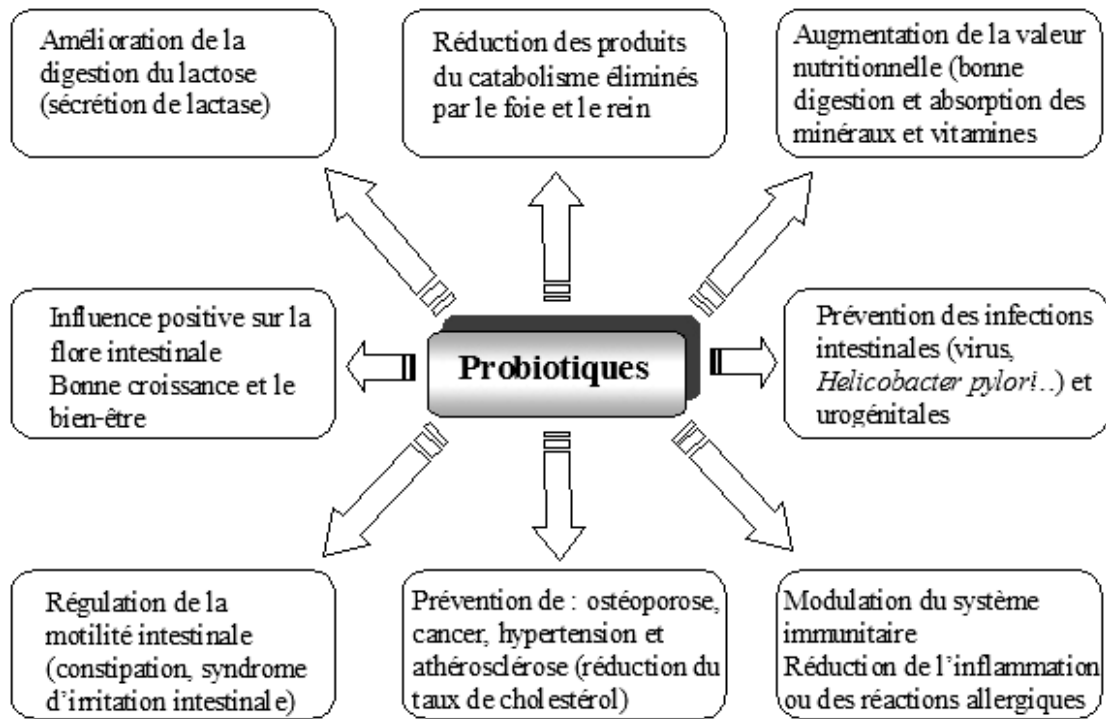 Amélioration de la
digestion du lactose
(sécrétion de lactase)
Réduction des produits
du catabolisme éliminés
par le foie et le rein
Augmentation de la valeur
nutritionnelle (bonne
digestion et absorption des
minéraux et vitamines
Influence positive sur la
flore intestinale
Bonne croissance et le
bien-être
Probiotiques
Prévention des infections
intestinales (virus,
Helicobacter pylori...) et
urogénitales
Régulation de la
motilité intestinale
(constipation, syndrome
d'irritation intestinale)
Prévention de : ostéoporose,
cancer, hypertension et
athérosclérose (réduction du
taux de cholestérol)
Modulation du système
immunitaire
Réduction de l'inflammation
ou des réactions allergiques